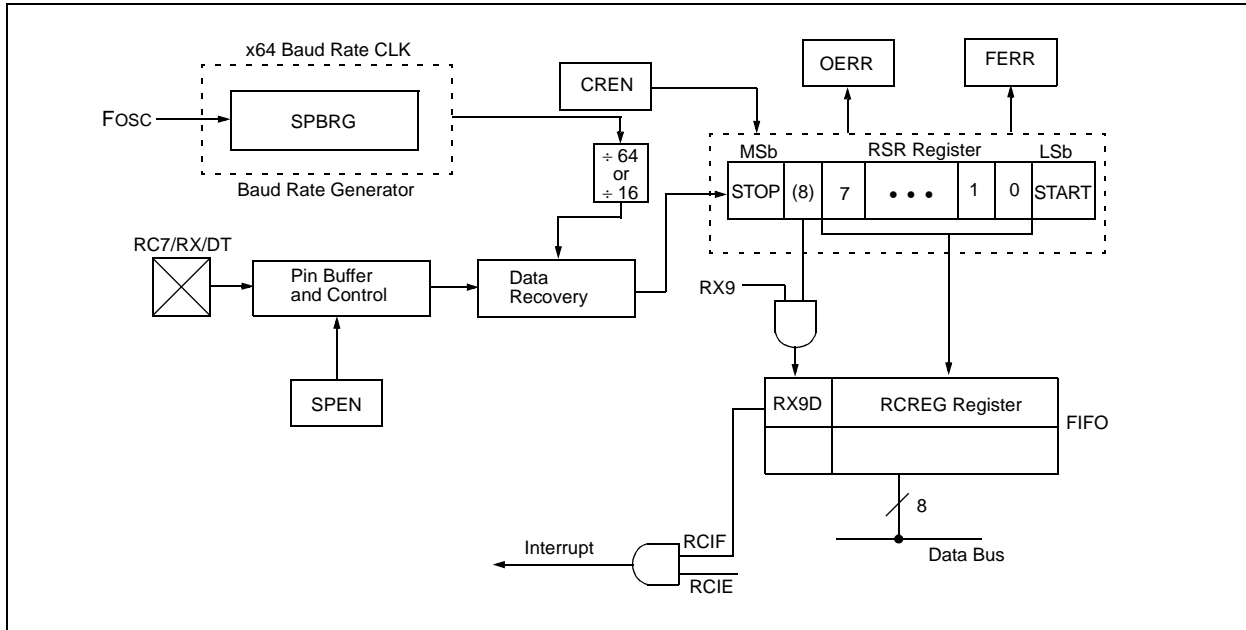 x64 Baud Rate CLK
FOSC
SPBRG
Baud Rate Generator
CREN
OERR
FERR
÷ 64
or
÷ 16
MSb
RSR Register
LSb
STOP
(8)
7
• • •
1
0
START
RC7/RX/DT
Pin Buffer
and Control
Data
Recovery
RX9
SPEN
RX9D
RCREG Register
FIFO
8
Data Bus
Interrupt
RCIF
RCIE